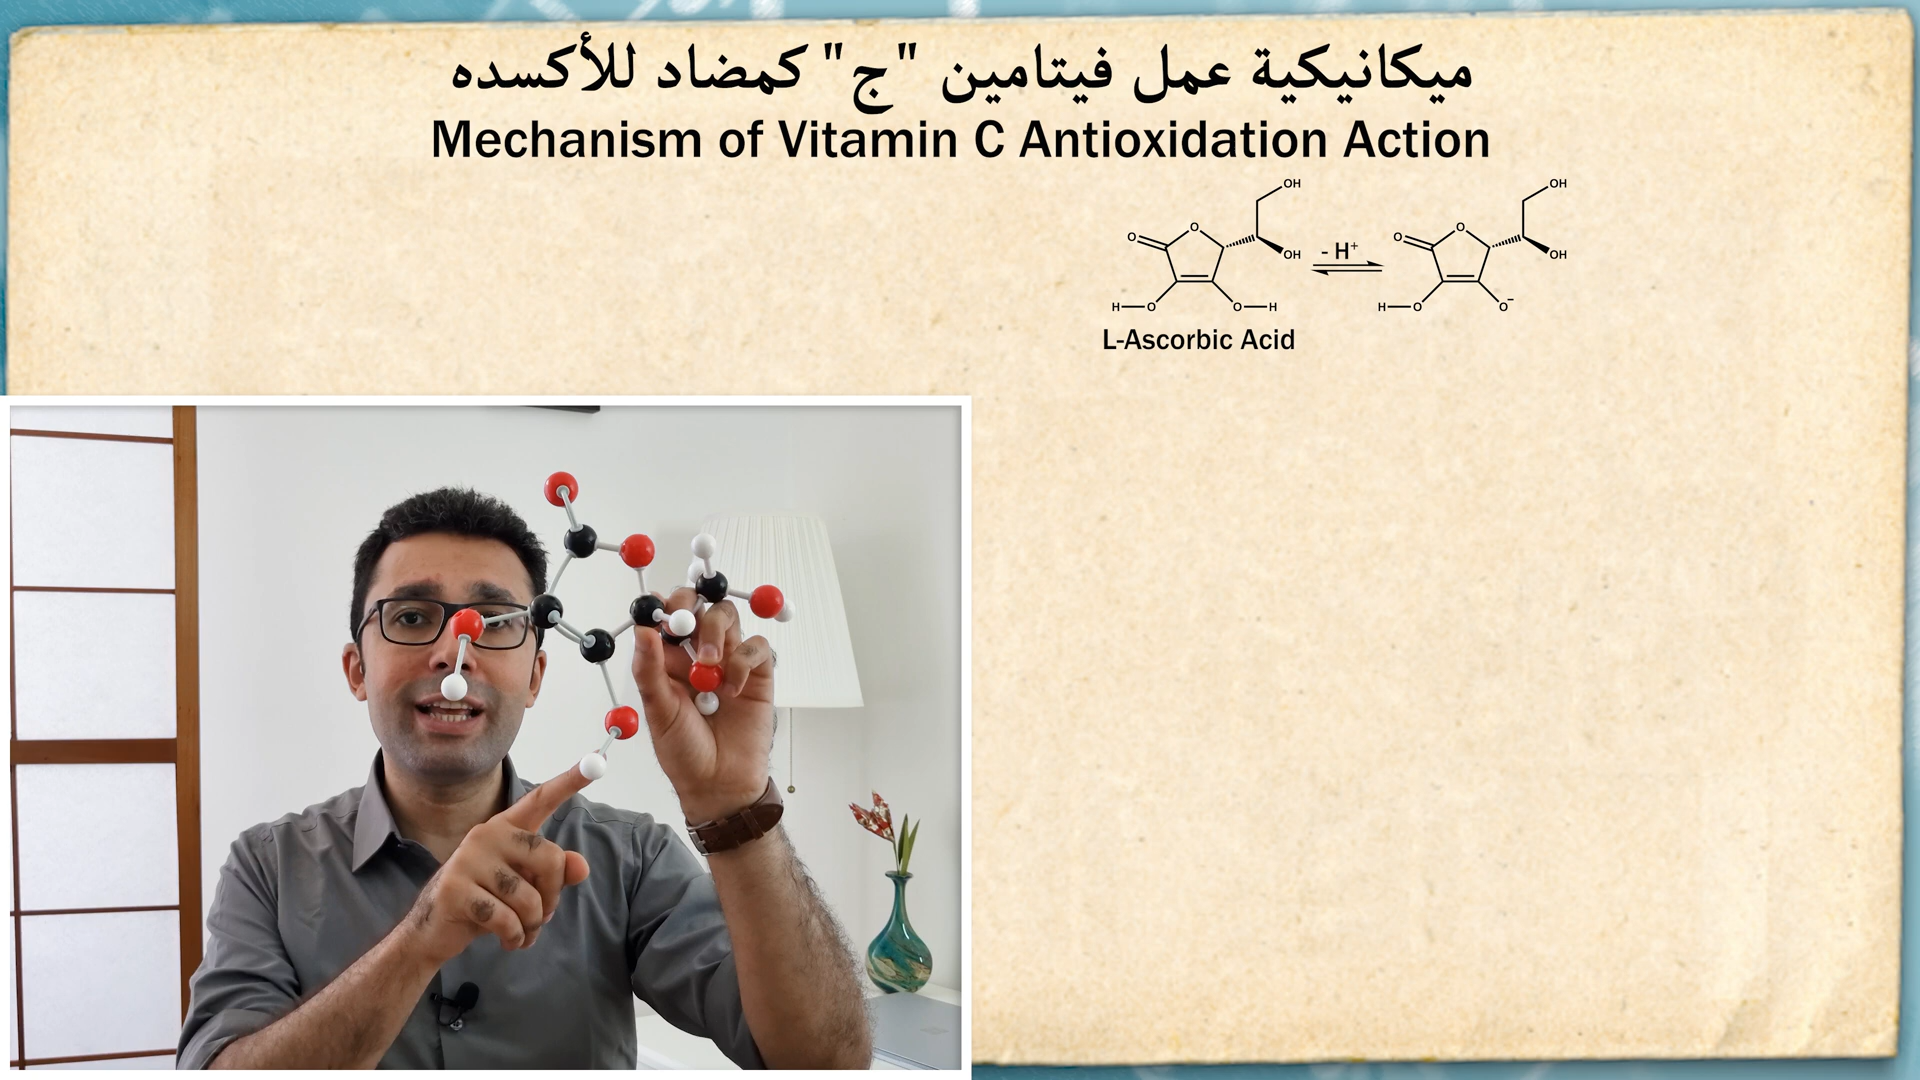 ميكانيكية عمل فيتامين "ج" كمضاد للأكسده
Mechanism of Vitamin C Antioxidation Action
OH
OH
O
O
OH
- H⁺
O
O
OH
H O
O H
H O
O⁻
L-Ascorbic Acid